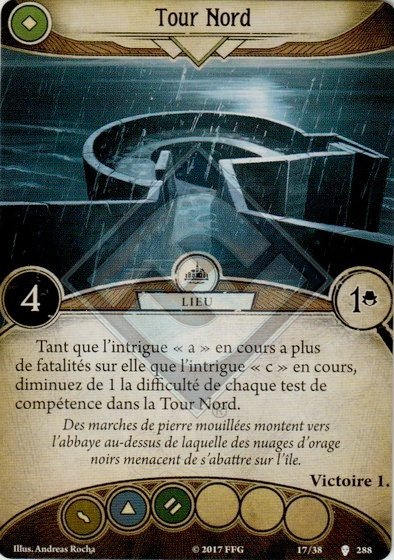 Tour Nord
4
LIEU
1
Tant que l'intrigue « a » en cours a plus
de fatalités sur elle que l'intrigue « c » en cours,
diminuez de 1 la difficulté de chaque test de
compétence dans la Tour Nord.
Des marches de pierre mouillées montent vers
l'abbaye au-dessus de laquelle des nuages d'orage
noirs menacent de s'abattre sur l'île.
Victoire 1.
Illus. Andreas Rocha
© 2017 FFG
17/38
288